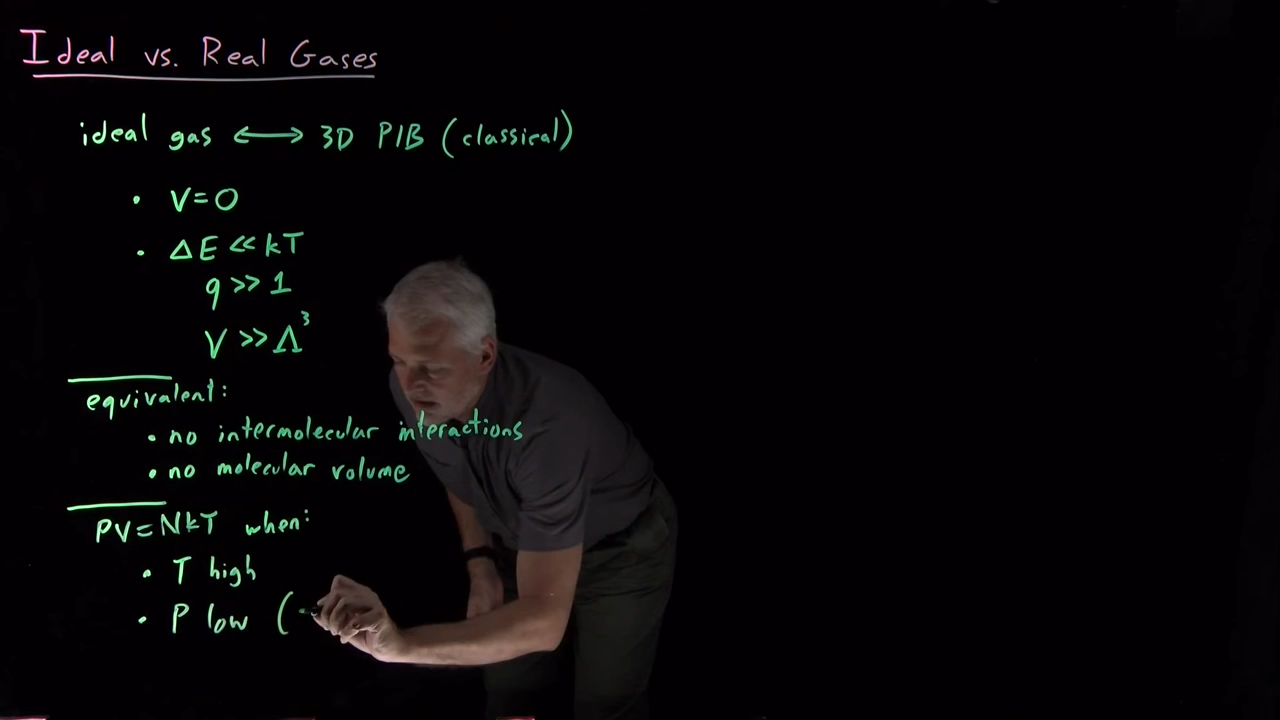 Ideal vs. Real Gases
ideal gas ⟷ 3D PIB (classical)
• V=0
• ΔE << kT
q >> 1
V >> Λ³
equivalent:
• no intermolecular interactions
• no molecular volume
PV=NkT when:
• T high
• P low (